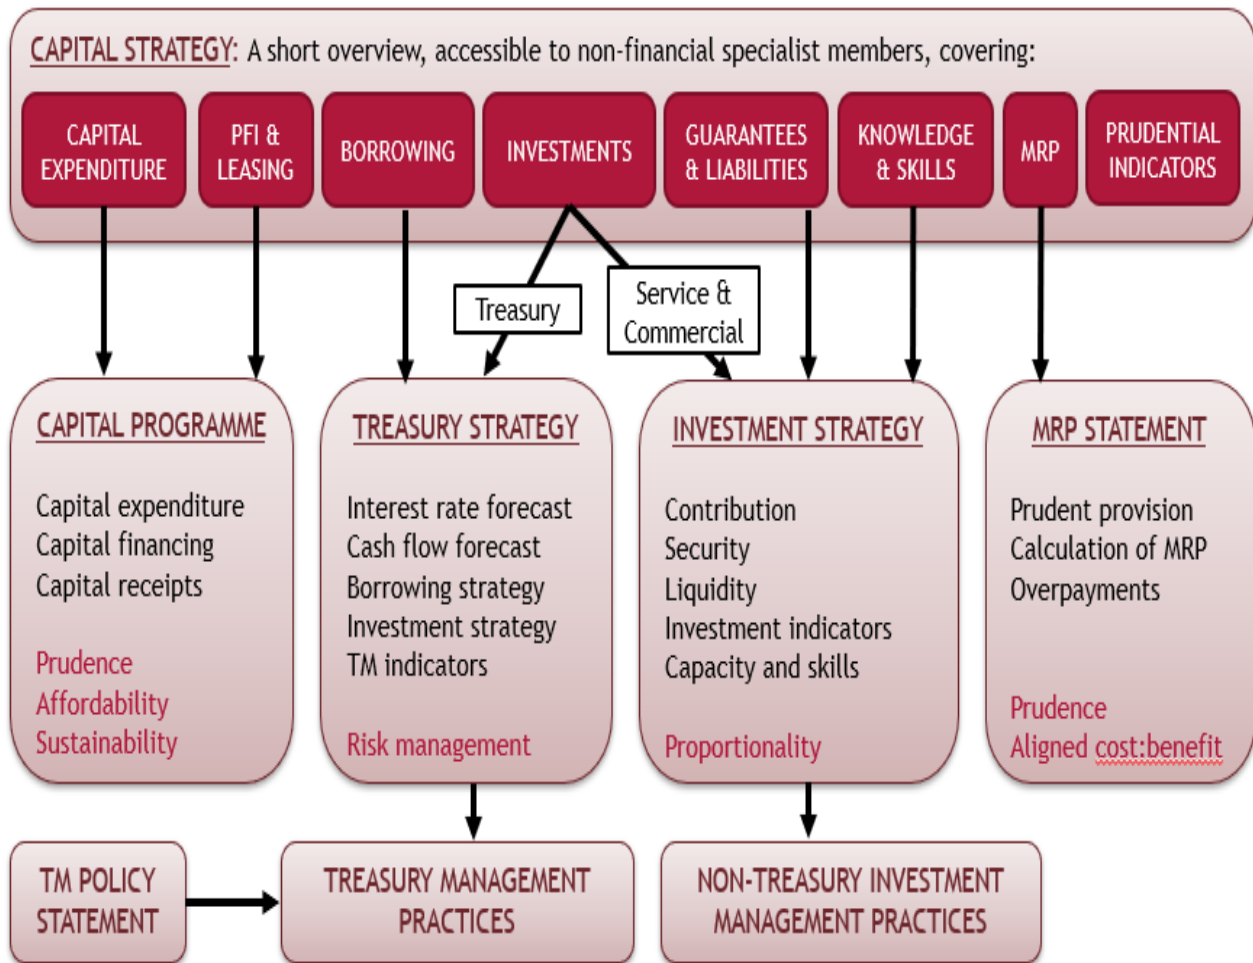 CAPITAL STRATEGY: A short overview, accessible to non-financial specialist members, covering:
CAPITAL
EXPENDITURE
PFI &
LEASING
BORROWING
INVESTMENTS
GUARANTEES
& LIABILITIES
KNOWLEDGE
& SKILLS
MRP
PRUDENTIAL
INDICATORS
Treasury
Service &
Commercial
CAPITAL PROGRAMME
Capital expenditure
Capital financing
Capital receipts
Prudence
Affordability
Sustainability
TREASURY STRATEGY
Interest rate forecast
Cash flow forecast
Borrowing strategy
Investment strategy
TM indicators
Risk management
INVESTMENT STRATEGY
Contribution
Security
Liquidity
Investment indicators
Capacity and skills
Proportionality
MRP STATEMENT
Prudent provision
Calculation of MRP
Overpayments
Prudence
Aligned cost:benefit
TM POLICY
STATEMENT
TREASURY MANAGEMENT
PRACTICES
NON-TREASURY INVESTMENT
MANAGEMENT PRACTICES